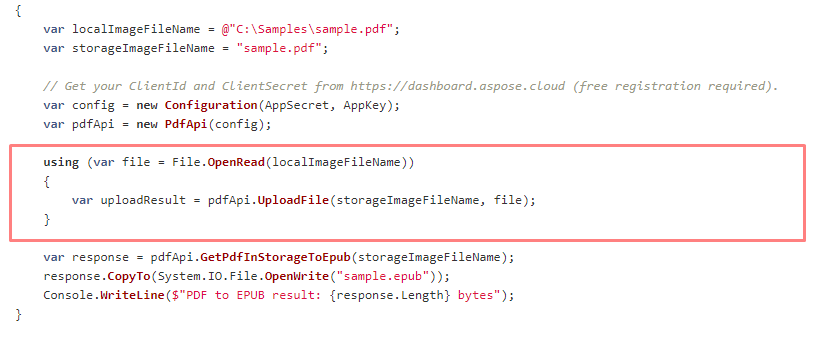 {
    var localImageFileName = @"C:\Samples\sample.pdf";
    var storageImageFileName = "sample.pdf";

    // Get your ClientId and ClientSecret from https://dashboard.aspose.cloud (free registration required).
    var config = new Configuration(AppSecret, AppKey);
    var pdfApi = new PdfApi(config);

    using (var file = File.OpenRead(localImageFileName))
    {
        var uploadResult = pdfApi.UploadFile(storageImageFileName, file);
    }

    var response = pdfApi.GetPdfInStorageToEpub(storageImageFileName);
    response.CopyTo(System.IO.File.OpenWrite("sample.epub"));
    Console.WriteLine($"PDF to EPUB result: {response.Length} bytes");
}